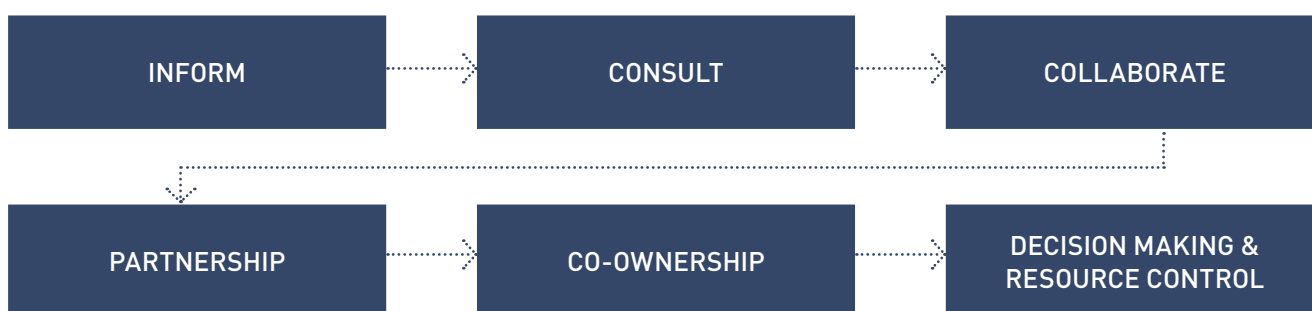 INFORM
CONSULT
COLLABORATE
PARTNERSHIP
CO-OWNERSHIP
DECISION MAKING &
RESOURCE CONTROL